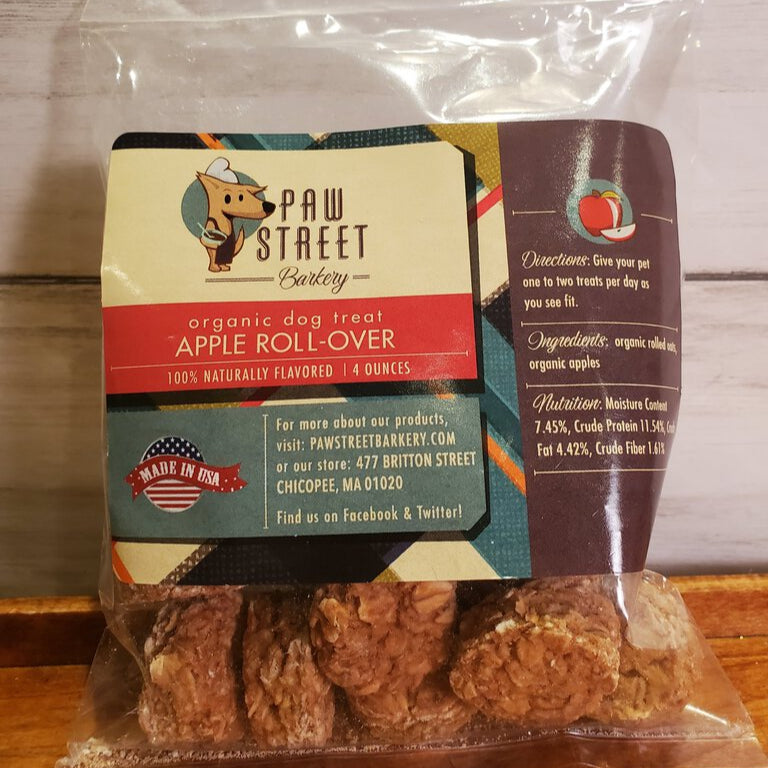 PAW
STREET
Barkery
organic dog treat
APPLE ROLL-OVER
100% NATURALLY FLAVORED | 4 OUNCES
MADE IN USA
For more about our products,
visit: PAWSTREETBARKERY.COM
or our store: 477 BRITTON STREET
CHICOPEE, MA 01020
Find us on Facebook & Twitter!
Directions: Give your pet
one to two treats per day as
you see fit.
Ingredients: organic rolled oats,
organic apples
Nutrition: Moisture Content
7.45%, Crude Protein 11.54%,
Fat 4.42%, Crude Fiber 1.61%